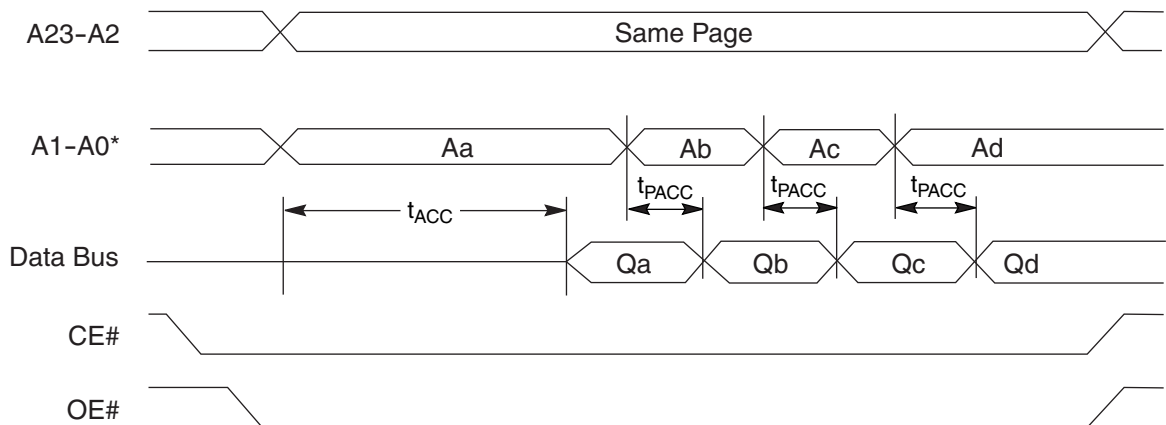 A23-A2 Same Page
A1-A0* Aa Ab Ac Ad
tACC tPACC tPACC tPACC
Data Bus Qa Qb Qc Qd
CE#
OE#